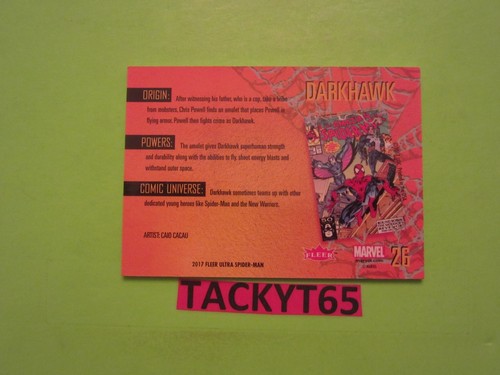 DARKHAWK
ORIGIN: After witnessing his father, who is a cop, take a bribe
from mobsters, Chris Powell finds an amulet that places Powell in
flying armor. Powell then fights crime as Darkhawk.
POWERS: The amulet gives Darkhawk superhuman strength
and durability along with the abilities to fly, shoot energy blasts and
withstand outer space.
COMIC UNIVERSE: Darkhawk sometimes teams up with other
dedicated young heroes like Spider-Man and the New Warriors.
ARTIST: CAIO CACAU
2017 FLEER ULTRA SPIDER-MAN
FLEER
MARVEL
26
TACKYT65